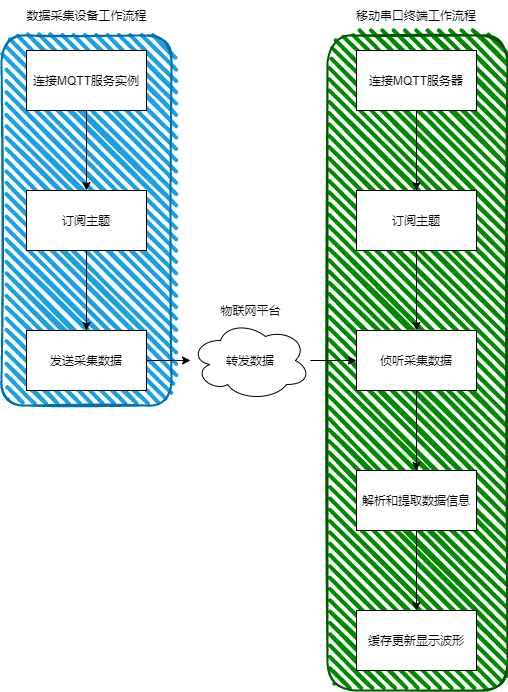 数据采集设备工作流程
连接MQTT服务实例
订阅主题
发送采集数据
物联网平台
转发数据
移动串口终端工作流程
连接MQTT服务器
订阅主题
侦听采集数据
解析和提取数据信息
缓存更新显示波形